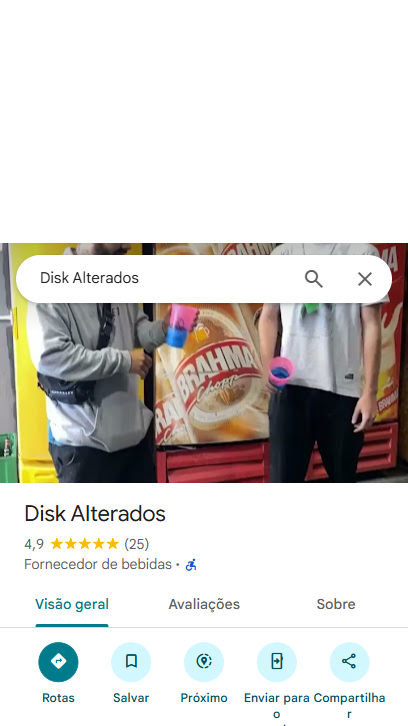 Disk Alterados
BRAHMA
Chopp
Disk Alterados
4,9 (25)
Fornecedor de bebidas ·
Visão geral Avaliações Sobre
Rotas Salvar Próximo Enviar para o Compartilhar